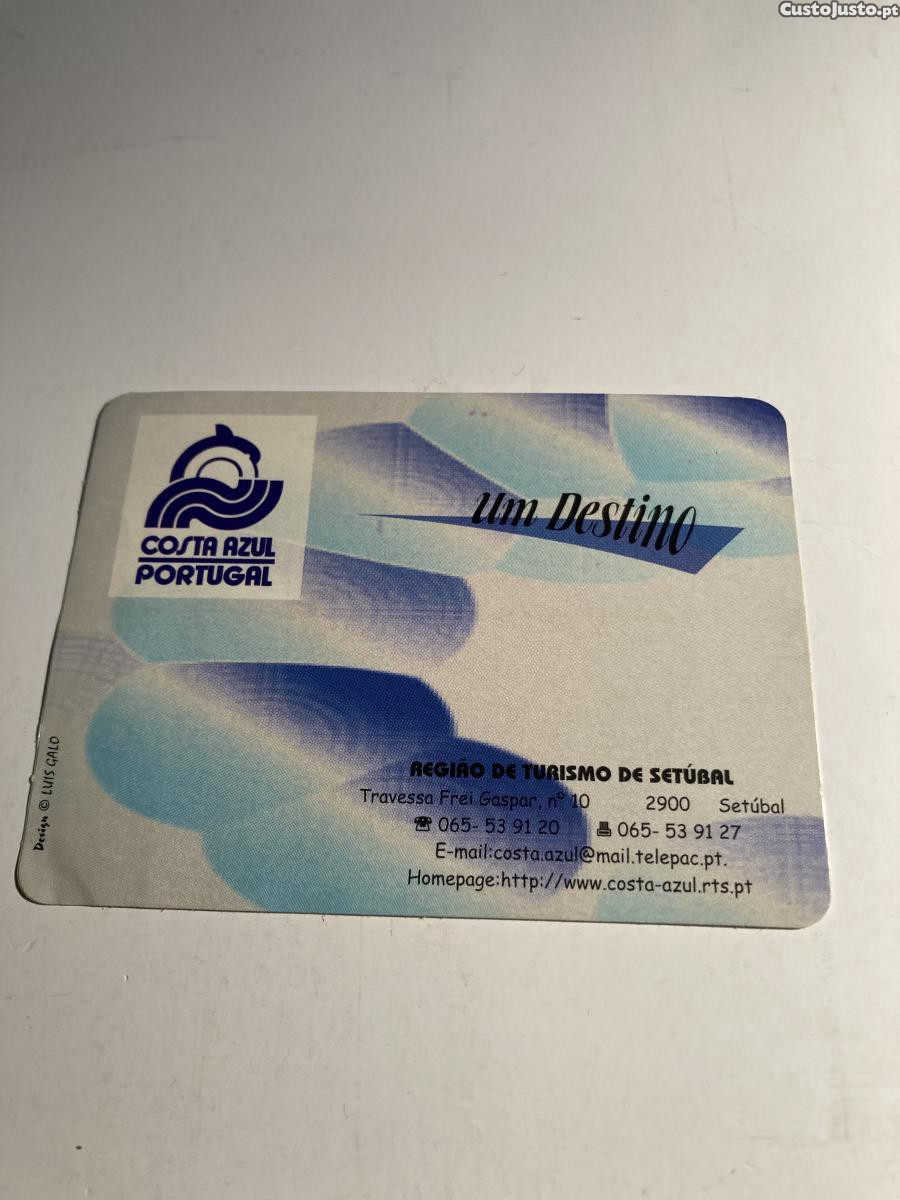 CustoJusto.pt
COSTA AZUL
PORTUGAL
Um Destino
REGIÃO DE TURISMO DE SETÚBAL
Travessa Frei Gaspar, nº 10 2900 Setúbal
☎ 065- 53 91 20 🖷 065- 53 91 27
E-mail:costa.azul@mail.telepac.pt.
Homepage:http://www.costa-azul.rts.pt
Design © LUIS GALO